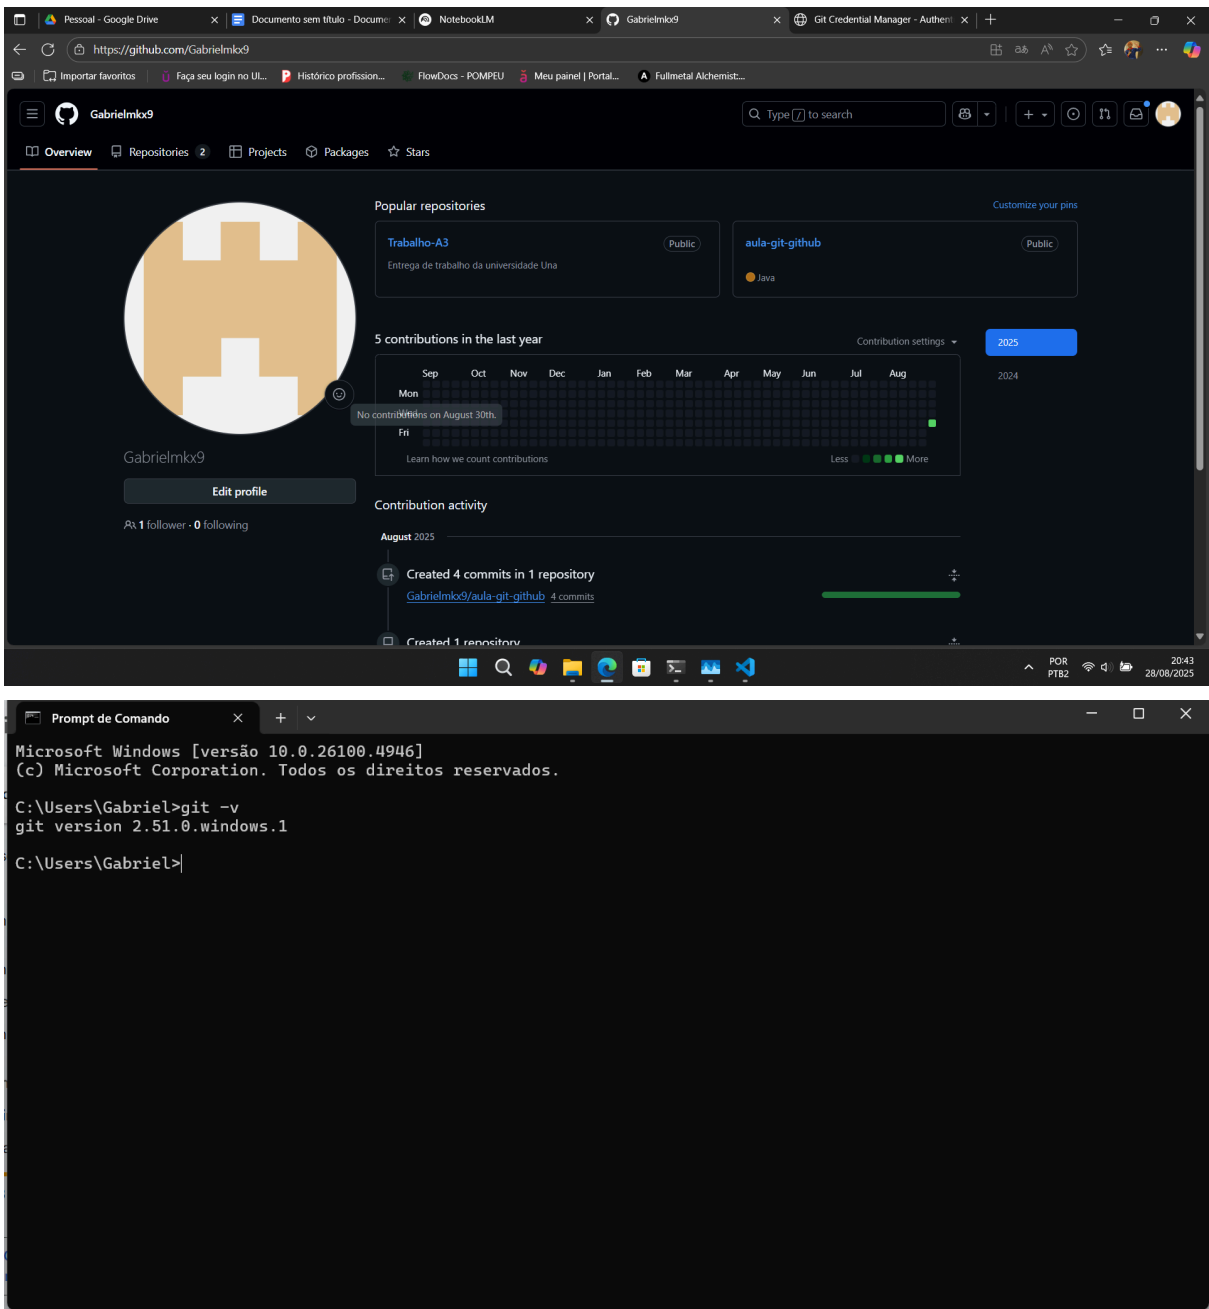 Pessoal - Google Drive
Documento sem título - Docume
NotebookLM
Gabrielmkx9
Git Credential Manager - Authent
https://github.com/Gabrielmkx9
Importar favoritos
Faça seu login no Ul...
Histórico profission...
FlowDocs - POMPEU
Meu painel | Portal...
Fullmetal Alchemist:...
Gabrielmkx9
Type / to search
Overview
Repositories 2
Projects
Packages
Stars
Popular repositories
Customize your pins
Trabalho-A3
Public
Entrega de trabalho da universidade Una
aula-git-github
Public
Java
5 contributions in the last year
Contribution settings
2025
2024
Sep Oct Nov Dec Jan Feb Mar Apr May Jun Jul Aug
Mon
No contributions on August 30th.
Fri
Learn how we count contributions
Less
More
Gabrielmkx9
Edit profile
1 follower · 0 following
Contribution activity
August 2025
Created 4 commits in 1 repository
Gabrielmkx9/aula-git-github 4 commits
Created 1 repository
POR
PTB2
20:43
28/08/2025
Prompt de Comando
Microsoft Windows [versão 10.0.26100.4946]
(c) Microsoft Corporation. Todos os direitos reservados.
C:\Users\Gabriel>git -v
git version 2.51.0.windows.1
C:\Users\Gabriel>